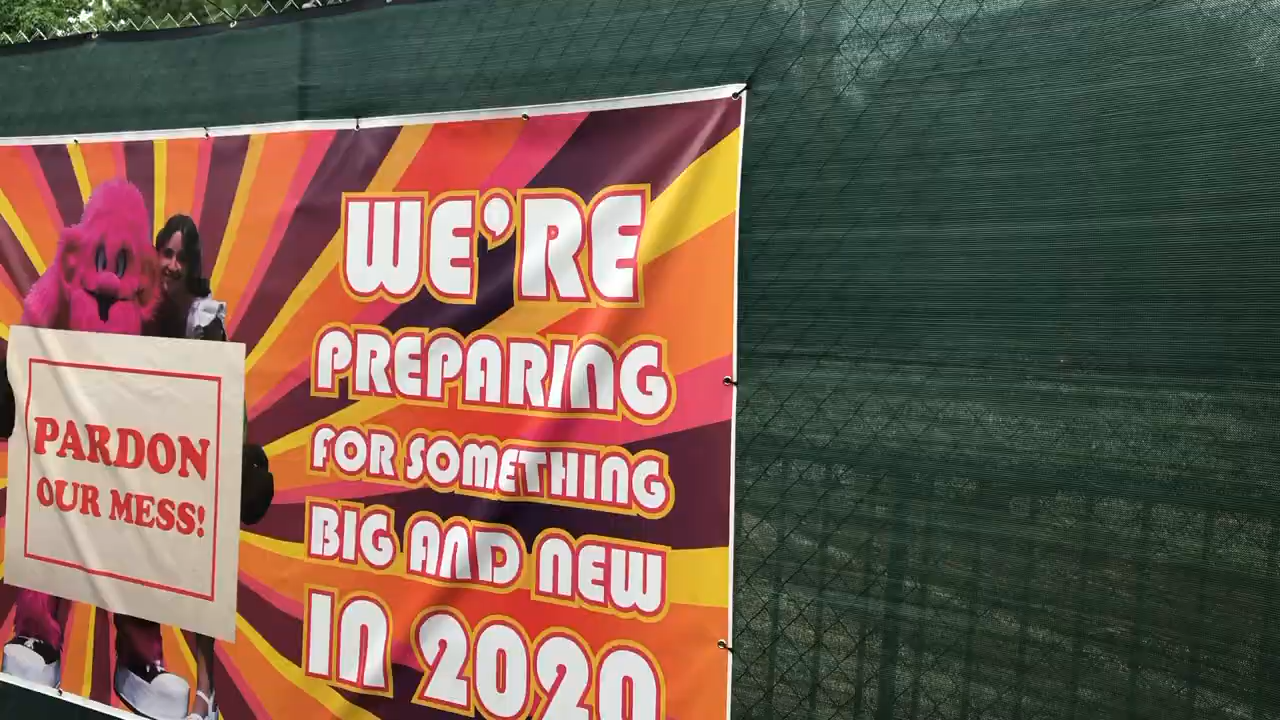 PARDON
OUR MESS!
WE'RE
PREPARING
FOR SOMETHING
BIG AND NEW
IN 2020